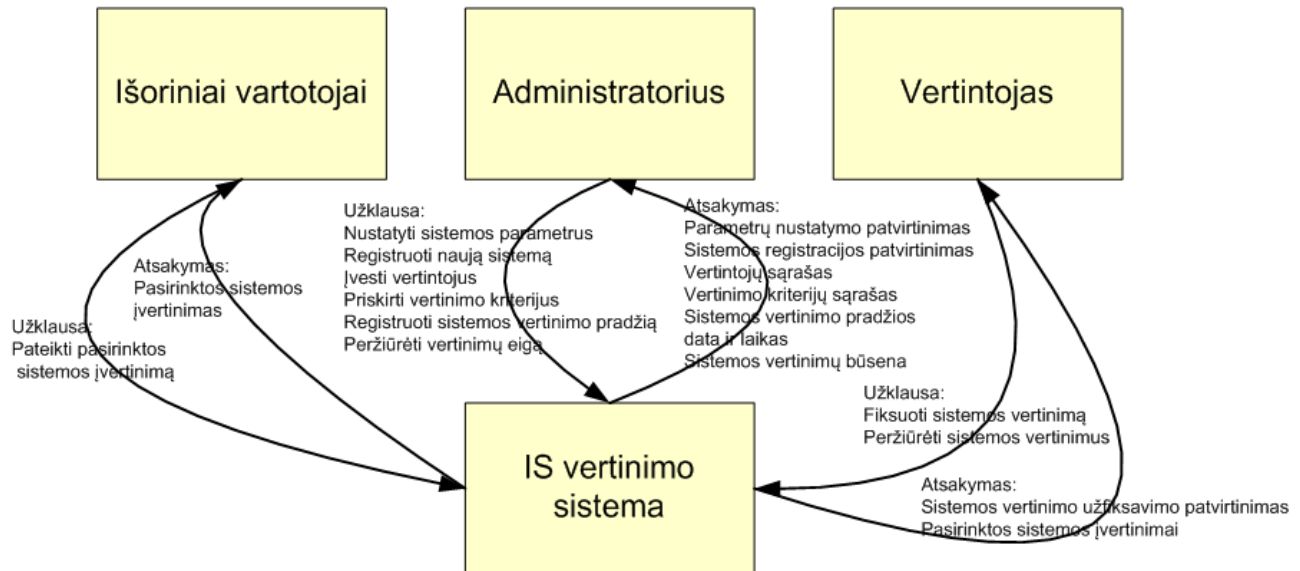 Išoriniai vartotojai
Administratorius
Vertintojas
Užklausa:
Pateikti pasirinktos
sistemos įvertinimą
Atsakymas:
Pasirinktos sistemos
įvertinimas
Užklausa:
Nustatyti sistemos parametrus
Registruoti naują sistemą
Įvesti vertintojus
Priskirti vertinimo kriterijus
Registruoti sistemos vertinimo pradžią
Peržiūrėti vertinimų eigą
Atsakymas:
Parametrų nustatymo patvirtinimas
Sistemos registracijos patvirtinimas
Vertintojų sąrašas
Vertinimo kriterijų sąrašas
Sistemos vertinimo pradžios
data ir laikas
Sistemos vertinimų būsena
Užklausa:
Fiksuoti sistemos vertinimą
Peržiūrėti sistemos vertinimus
Atsakymas:
Sistemos vertinimo užfiksavimo patvirtinimas
Pasirinktos sistemos įvertinimai
IS vertinimo
sistema